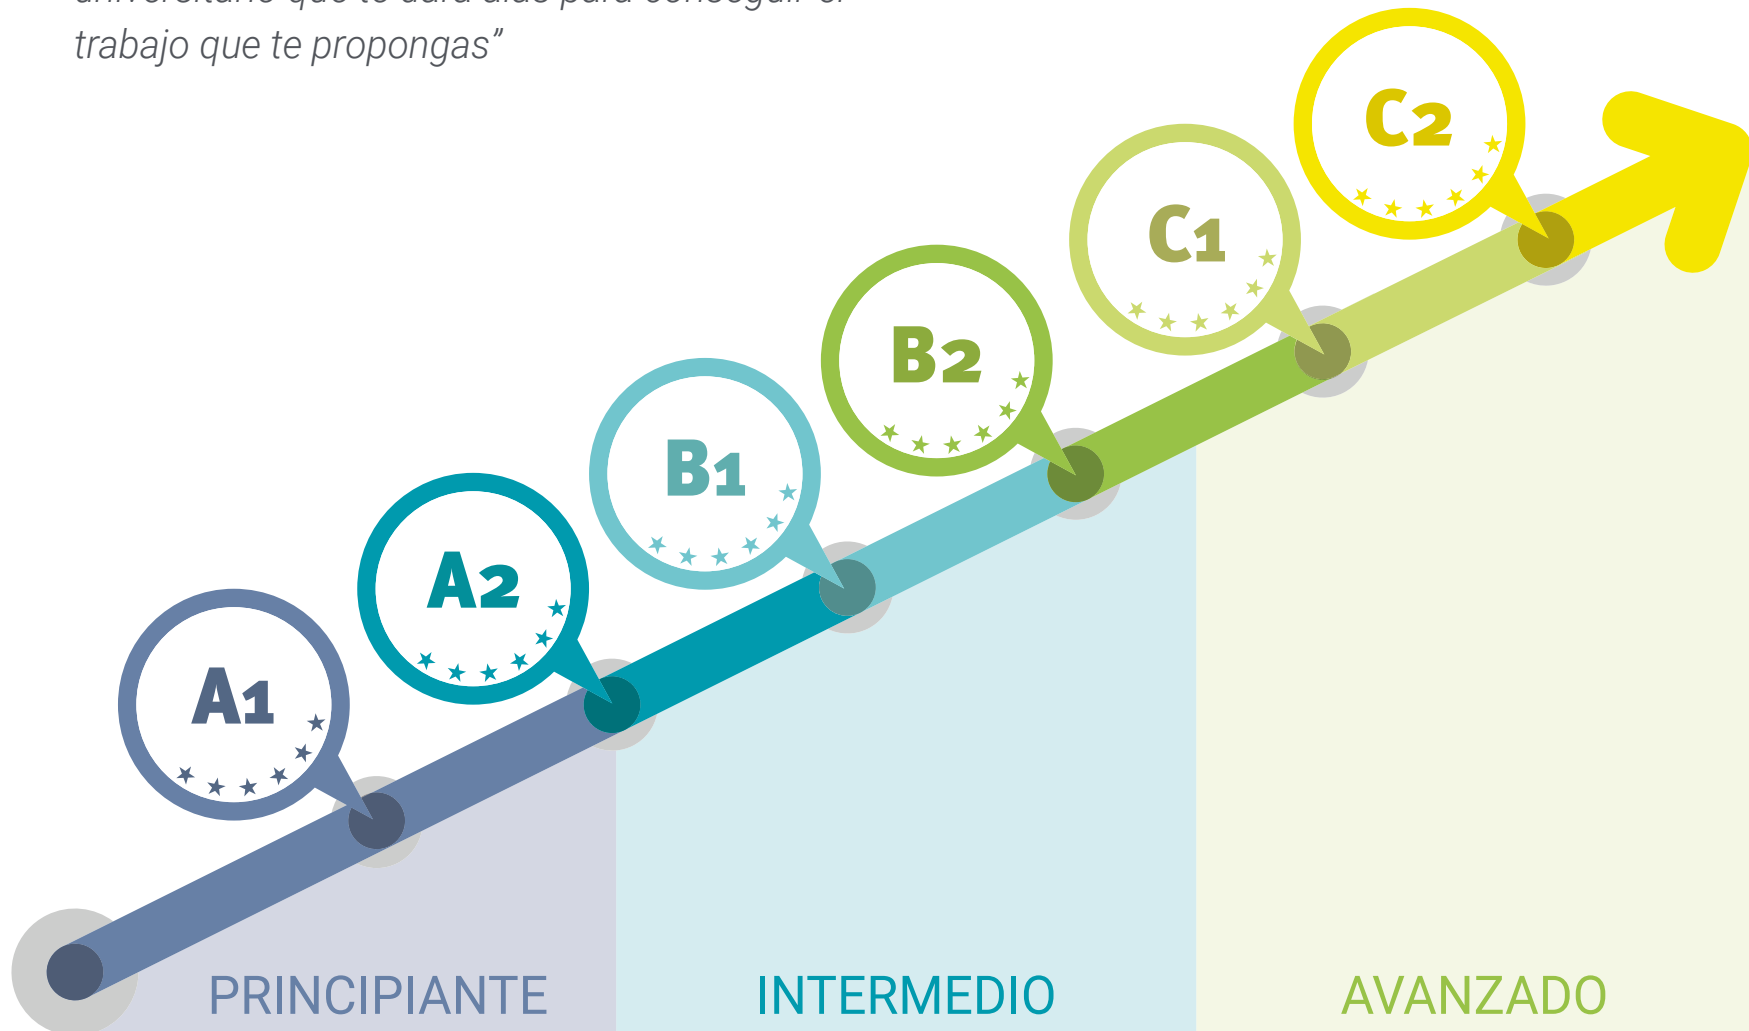 trabajo que te propongas”
C2
C1
B2
B1
A2
A1
PRINCIPIANTE
INTERMEDIO
AVANZADO